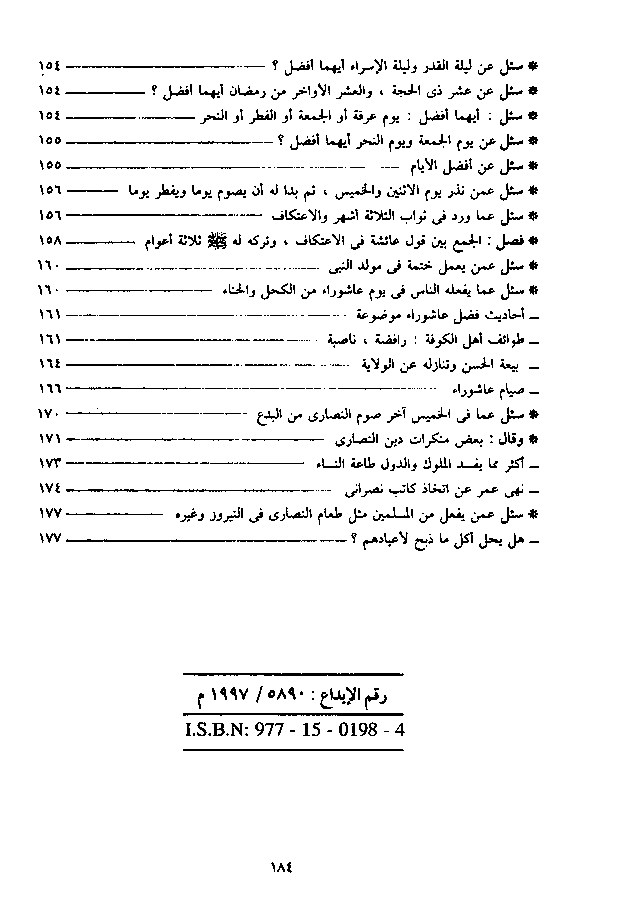 * سئل عن ليلة القدر وليلة الإسراء أيهما أفضل ؟ ١٥٤
* سئل عن عشر ذى الحجة ، والعشر الأواخر من رمضان أيهما أفضل ؟ ١٥٤
* سئل : أيهما أفضل : يوم عرفة أو الجمعة أو الفطر أو النحر ١٥٤
* سئل عن يوم الجمعة ويوم النحر أيهما أفضل ؟ ١٥٥
* سئل عن أفضل الأيام ١٥٥
* سئل عمن نذر يوم الاثنين والخميس ، ثم بدا له أن يصوم يوما ويفطر يوما ١٥٦
* سئل عما ورد فى ثواب الثلاثة أشهر والاعتكاف ١٥٦
* فصل : الجمع بين قول عائشة فى الاعتكاف ، وتركه له ﷺ ثلاثة أعوام ١٥٨
* سئل عمن يعمل ختمة فى مولد النبى ١٦٠
* سئل عما يفعله الناس فى يوم عاشوراء من الكحل والحناء ١٦٠
ـ أحاديث فضل عاشوراء موضوعة ١٦١
ـ طوائف أهل الكوفة : رافضة ، ناصبة ١٦١
ـ بيعة الحسن وتنازله عن الولاية ١٦٤
ـ صيام عاشوراء ١٦٦
* سئل عما فى الخميس آخر صوم النصارى من البدع ١٧٠
* وقال : بعض منكرات دين النصارى ١٧١
ـ أكثر مما يفسد الملوك والدول طاعة النساء ١٧٣
ـ نهى عمر عن اتخاذ كاتب نصرانى ١٧٤
* سئل عمن يفعل من المسلمين مثل طعام النصارى فى النيروز وغيره ١٧٧
ـ هل يحل أكل ما ذبح لأعيادهم ؟ ١٧٧
رقم الإيداع : ٥٨٩٠ / ١٩٩٧ م
I.S.B.N: 977 - 15 - 0198 - 4
١٨٤